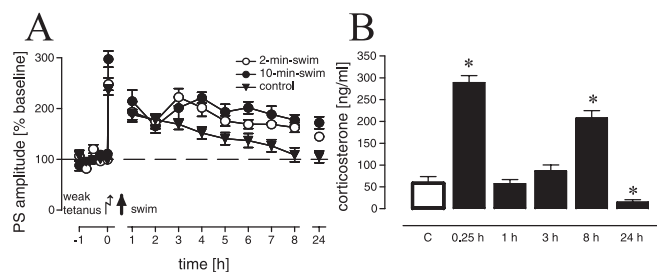 A
PS amplitude [% baseline]
300
200
100
0
2-min-swim
10-min-swim
control
weak
tetanus
swim
-1 0 1 2 3 4 5 6 7 8 24
time [h]
B
corticosterone [ng/ml]
350
300
250
200
150
100
50
0
* * *
C 0.25 h 1 h 3 h 8 h 24 h